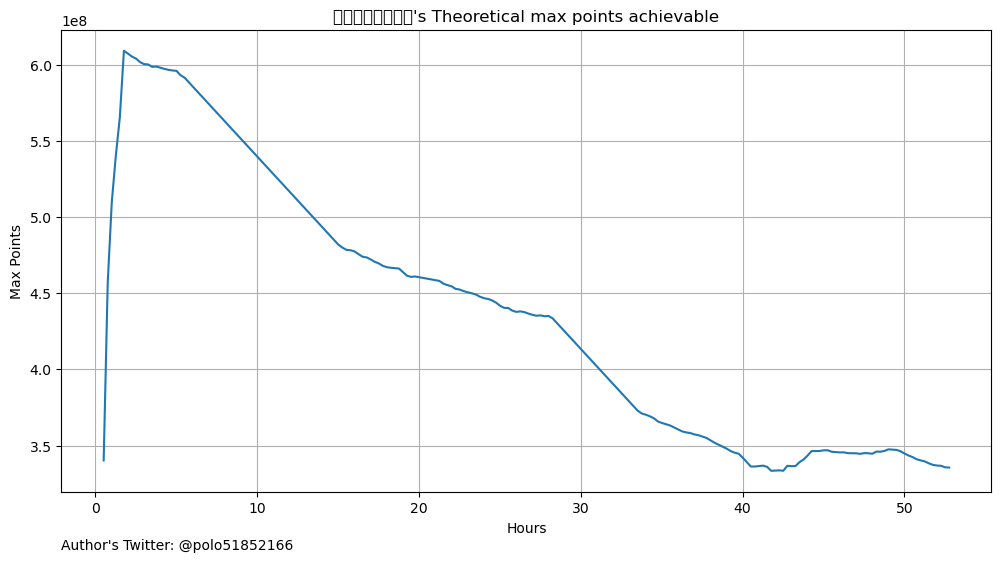 's Theoretical max points achievable
1e8
6.0
5.5
5.0
4.5
4.0
3.5
Max Points
0 10 20 30 40 50
Hours
Author's Twitter: @polo51852166